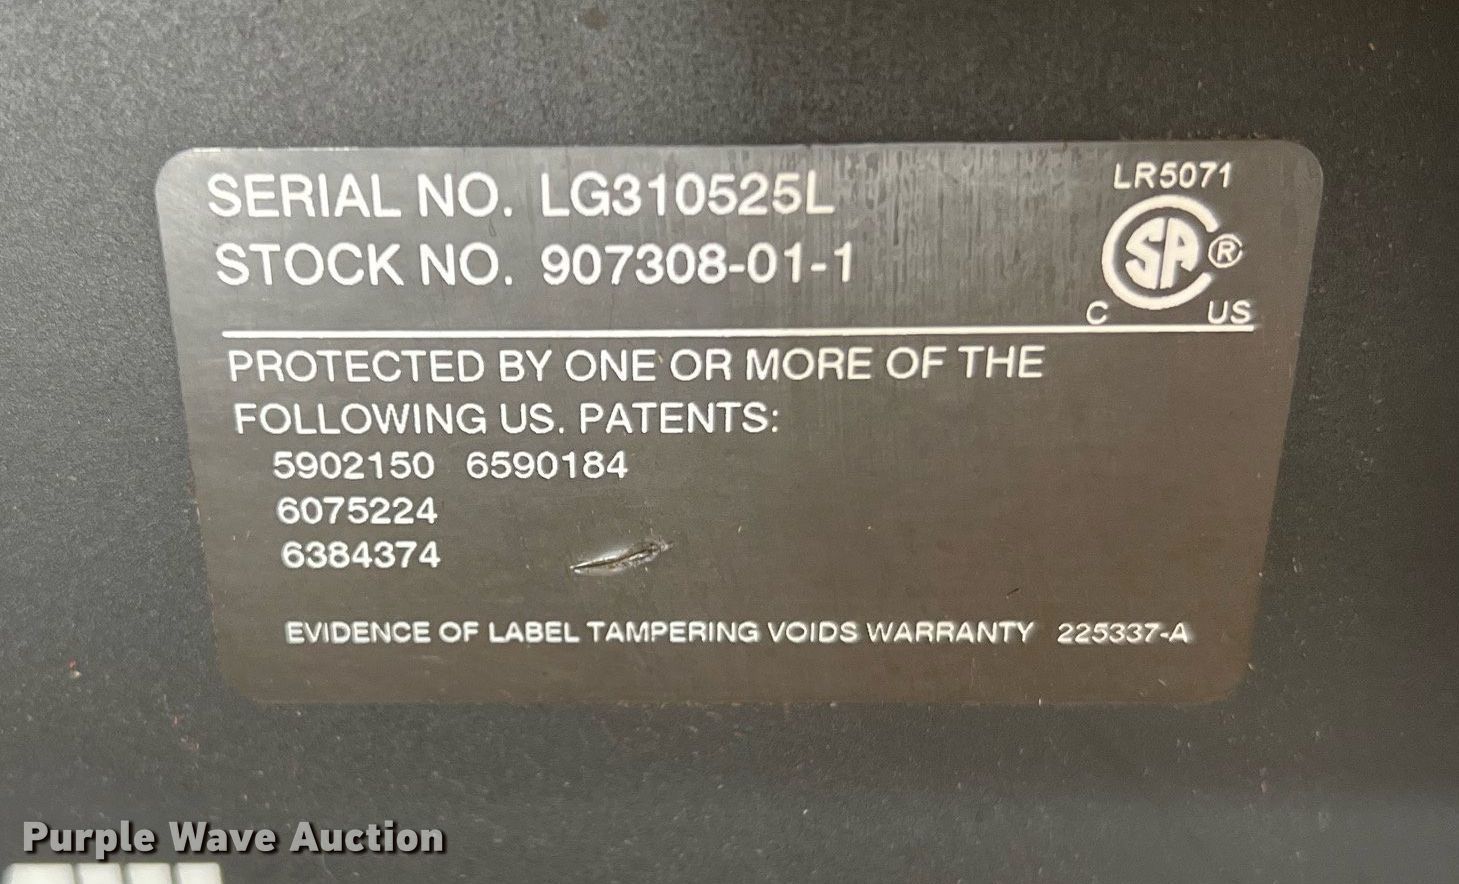 SERIAL NO. LG310525L
STOCK NO. 907308-01-1
LR5071
SA ®
C US
PROTECTED BY ONE OR MORE OF THE
FOLLOWING US. PATENTS:
5902150 6590184
6075224
6384374
EVIDENCE OF LABEL TAMPERING VOIDS WARRANTY 225337-A
Purple Wave Auction